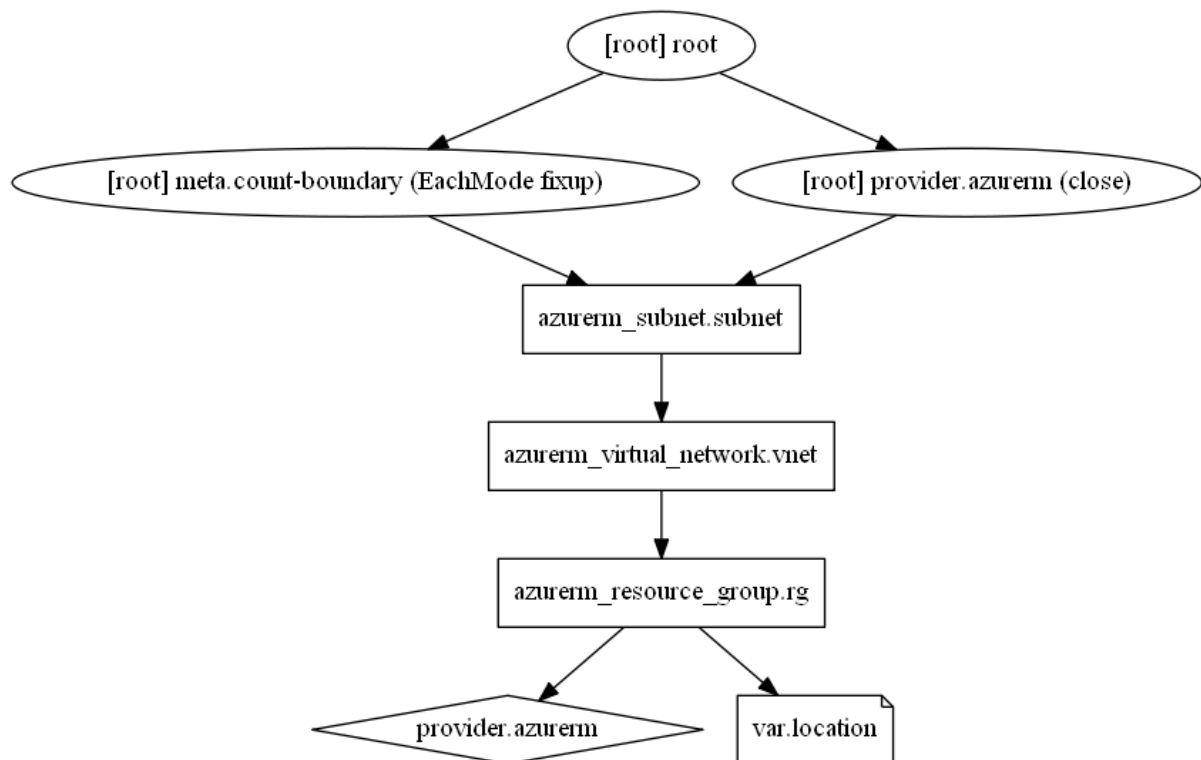 [root] root
[root] meta.count-boundary (EachMode fixup)
[root] provider.azurerm (close)
azurerm_subnet.subnet
azurerm_virtual_network.vnet
azurerm_resource_group.rg
provider.azurerm
var.location